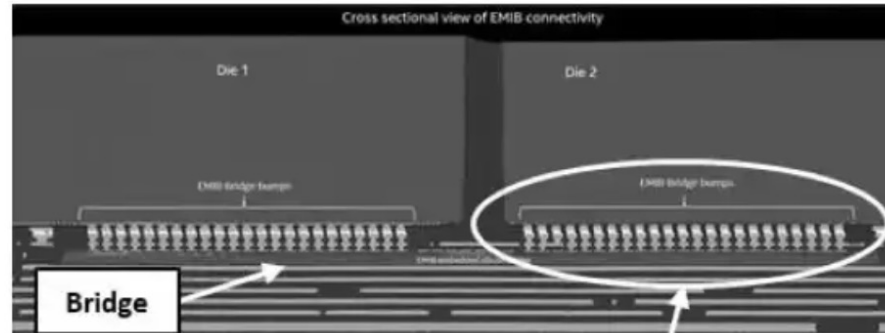 Cross sectional view of EMIB connectivity
Die 1
Die 2
EMIB Bridge bumps
EMIB Bridge bumps
Bridge